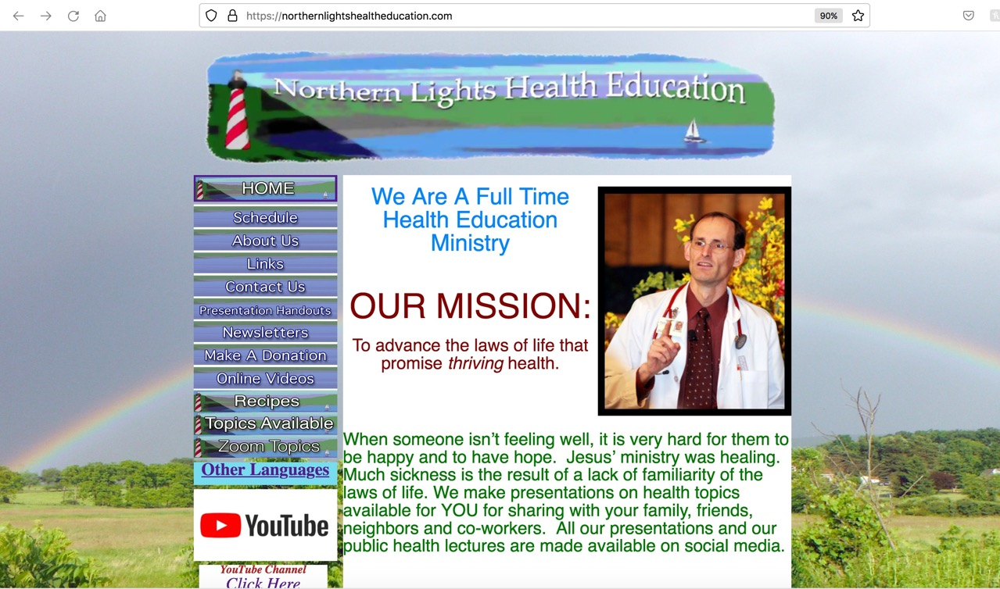 https://northernlightshealtheducation.com
90%
Northern Lights Health Education
HOME
Schedule
About Us
Links
Contact Us
Presentation Handouts
Newsletters
Make A Donation
Online Videos
Recipes
Topics Available
Zoom Topics
Other Languages
YouTube
YouTube Channel
Click Here
We Are A Full Time
Health Education
Ministry
OUR MISSION:
To advance the laws of life that
promise thriving health.
When someone isn’t feeling well, it is very hard for them to
be happy and to have hope.  Jesus’ ministry was healing.
Much sickness is the result of a lack of familiarity of the
laws of life. We make presentations on health topics
available for YOU for sharing with your family, friends,
neighbors and co-workers.  All our presentations and our
public health lectures are made available on social media.